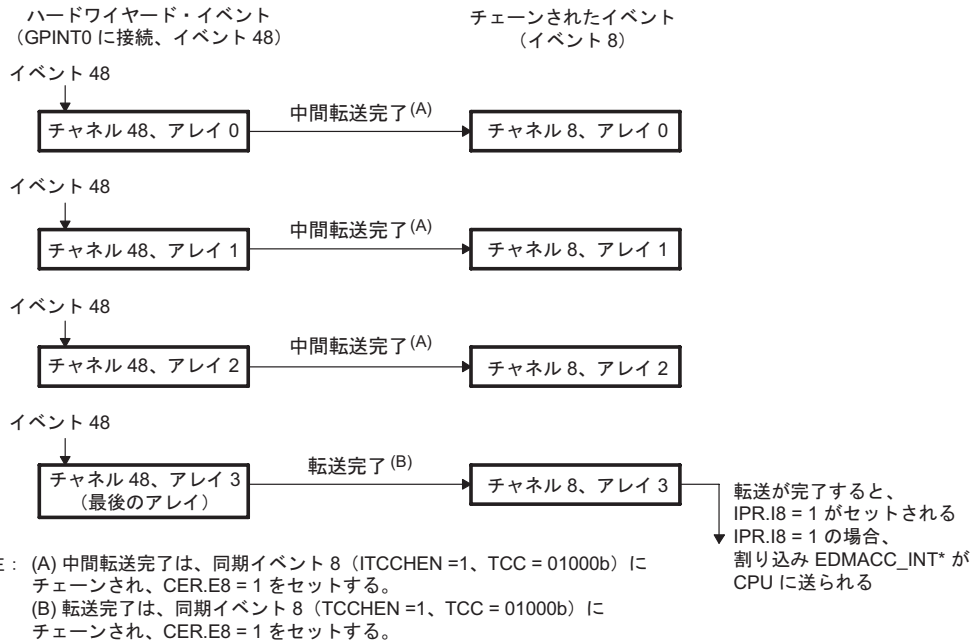 ハードワイヤード・イベント
（GPINT0 に接続、イベント 48）
チェーンされたイベント
（イベント 8）
イベント 48
チャネル 48、アレイ 0
中間転送完了(A)
チャネル 8、アレイ 0
イベント 48
チャネル 48、アレイ 1
中間転送完了(A)
チャネル 8、アレイ 1
イベント 48
チャネル 48、アレイ 2
中間転送完了(A)
チャネル 8、アレイ 2
イベント 48
チャネル 48、アレイ 3
（最後のアレイ）
転送完了(B)
チャネル 8、アレイ 3
転送が完了すると、
IPR.I8 = 1 がセットされる
IPR.I8 = 1 の場合、
割り込み EDMACC_INT* が
CPU に送られる
: (A) 中間転送完了は、同期イベント 8（ITCCHEN =1、TCC = 01000b）に
チェーンされ、CER.E8 = 1 をセットする。
(B) 転送完了は、同期イベント 8（TCCHEN =1、TCC = 01000b）に
チェーンされ、CER.E8 = 1 をセットする。